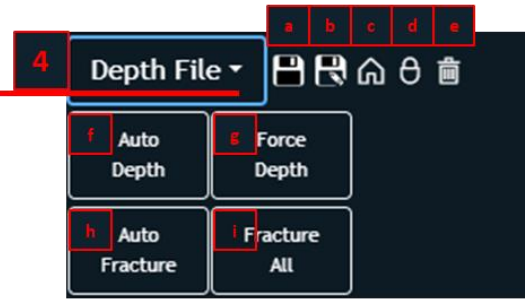 a b c d e
4 Depth File
f Auto Depth
g Force Depth
h Auto Fracture
i Fracture All